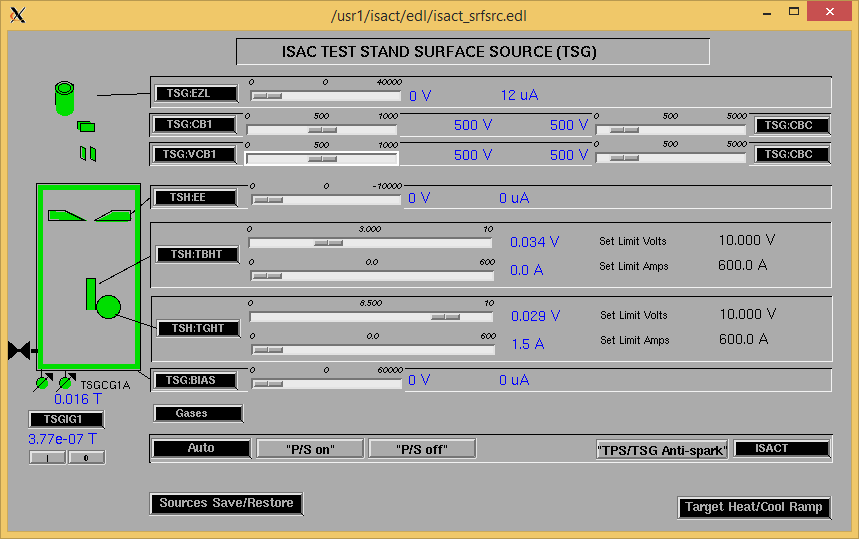 /usr1/isact/edl/isact_srfsrc.edl
ISAC TEST STAND SURFACE SOURCE (TSG)
0 0 40000
TSG:EZL 0 V 12 uA
0 500 1000 0 500 5000
TSG:CB1 500 V 500 V TSG:CBC
0 500 1000 0 500 5000
TSG:VCB1 500 V 500 V TSG:CBC
0 0 -10000
TSH:EE 0 V 0 uA
0 3.000 10
0.034 V Set Limit Volts 10.000 V
TSH:TBHT
0 0.0 600
0.0 A Set Limit Amps 600.0 A
0 8.500 10
0.029 V Set Limit Volts 10.000 V
TSH:TGHT
0 0.0 600
1.5 A Set Limit Amps 600.0 A
0 0 60000
TSG:BIAS 0 V 0 uA
TSGCG1A
0.016 T
TSGIG1
3.77e-07 T
I 0
Gases
Auto "P/S on" "P/S off" "TPS/TSG Anti-spark" ISACT
Sources Save/Restore
Target Heat/Cool Ramp